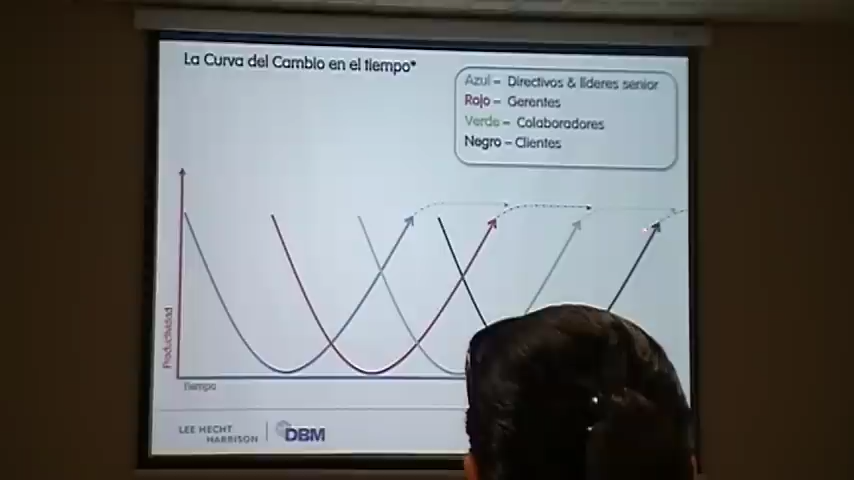 La Curva del Cambio en el tiempo*
Azul – Directivos & líderes senior
Rojo – Gerentes
Verde – Colaboradores
Negro – Clientes
Productividad
Tiempo
LEE HECHT
HARRISON
DBM